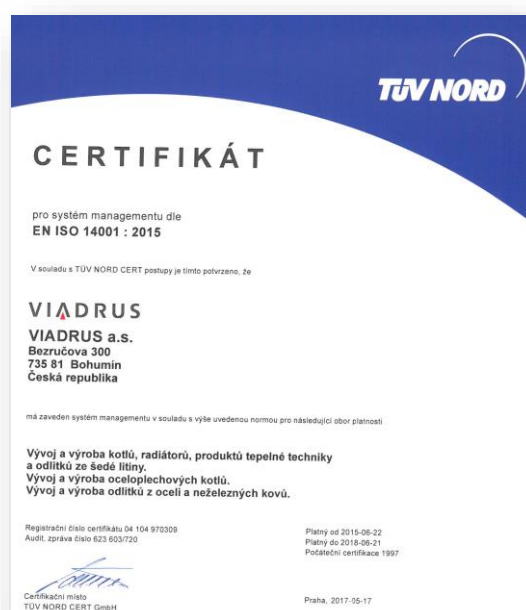 TÜV NORD
CERTIFIKÁT
pro systém managementu dle
EN ISO 14001 : 2015
V souladu s TÜV NORD CERT postupy je tímto potvrzeno, že
VIADRUS
VIADRUS a.s.
Bezručova 300
735 81 Bohumín
Česká republika
má zaveden systém managementu v souladu s výše uvedenou normou pro následující obor platnosti
Vývoj a výroba kotlů, radiátorů, produktů tepelné techniky
a odlitků ze šedé litiny.
Vývoj a výroba oceloplechových kotlů.
Vývoj a výroba odlitků z oceli a neželezných kovů.
Registrační číslo certifikátu 04 104 970309
Audit. zpráva číslo 623 603/720
Platný od 2015-06-22
Platný do 2018-06-21
Počáteční certifikace 1997
Certifikační místo
TÜV NORD CERT GmbH
Praha, 2017-05-17